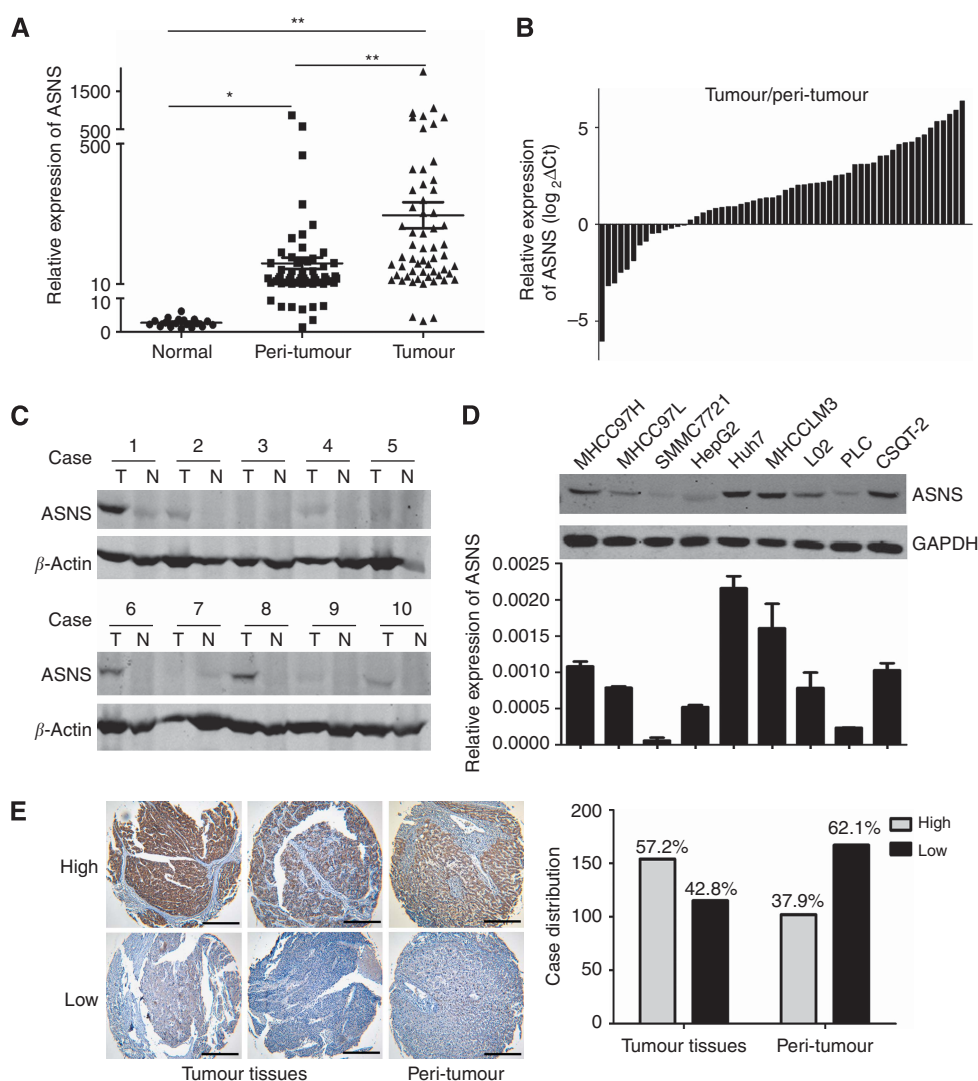 A
Relative expression of ASNS
1500
500
500
10
10
0
**
**
*
Normal Peri-tumour Tumour
B
Tumour/peri-tumour
Relative expression
of ASNS (log 2ΔCt)
5
0
−5
C
Case 1 2 3 4 5
T N T N T N T N T N
ASNS
β-Actin
Case 6 7 8 9 10
T N T N T N T N T N
ASNS
β-Actin
D
MHCC97H MHCC97L SMMC7721 HepG2 Huh7 MHCCLM3 L02 PLC CSQT-2
ASNS
GAPDH
Relative expression of ASNS
0.0025
0.0020
0.0015
0.0010
0.0005
0.0000
E
High
Low
Tumour tissues Peri-tumour
Case distribution
200
150
100
50
0
57.2%
42.8%
37.9%
62.1%
High
Low
Tumour tissues Peri-tumour